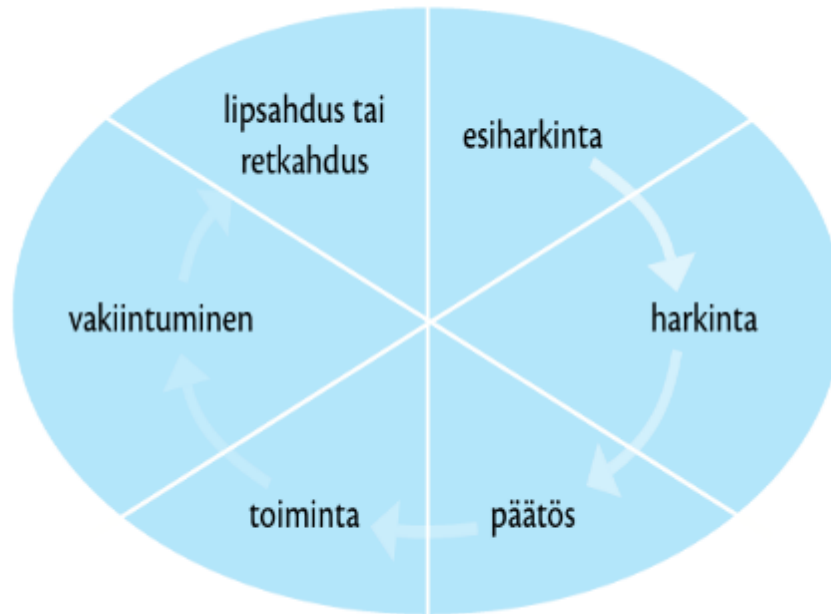 lipsahdus tai
retkahdus
esiharkinta
harkinta
päätös
toiminta
vakiintuminen